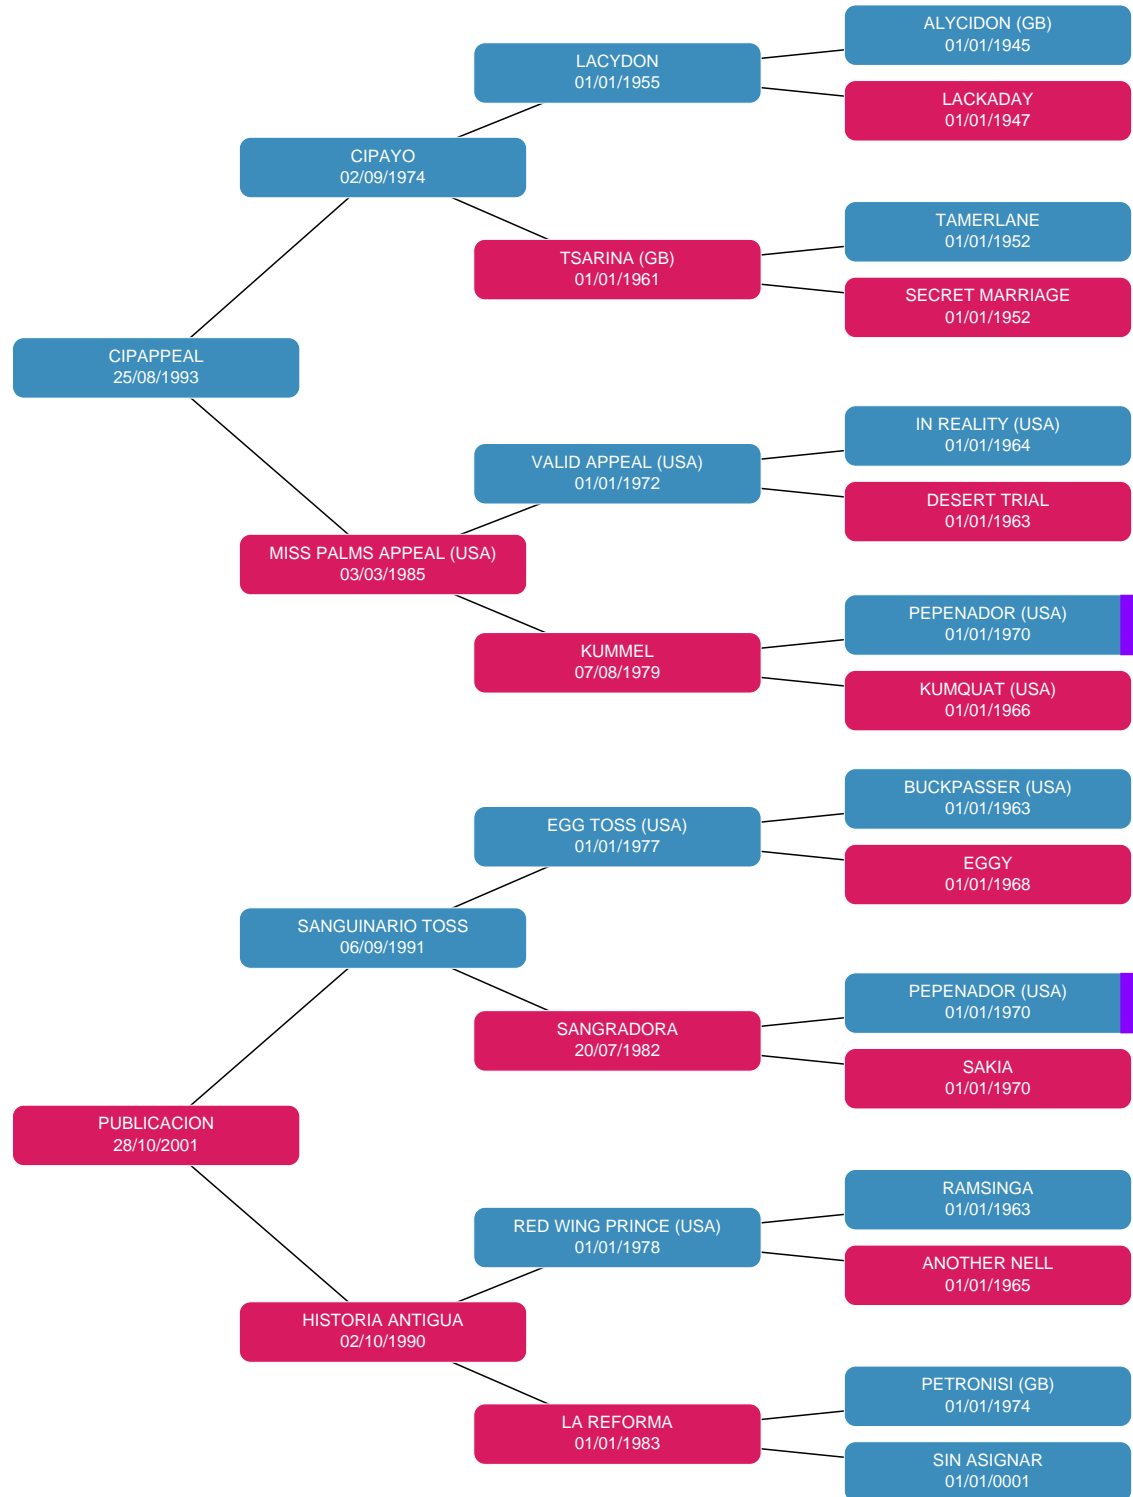 ALYCIDON (GB)
01/01/1945
LACYDON
01/01/1955
LACKADAY
01/01/1947
CIPAYO
02/09/1974
TAMERLANE
01/01/1952
TSARINA (GB)
01/01/1961
SECRET MARRIAGE
01/01/1952
CIPAPPEAL
25/08/1993
IN REALITY (USA)
01/01/1964
VALID APPEAL (USA)
01/01/1972
DESERT TRIAL
01/01/1963
MISS PALMS APPEAL (USA)
03/03/1985
PEPENADOR (USA)
01/01/1970
KUMMEL
07/08/1979
KUMQUAT (USA)
01/01/1966
BUCKPASSER (USA)
01/01/1963
EGG TOSS (USA)
01/01/1977
EGGY
01/01/1968
SANGUINARIO TOSS
06/09/1991
PEPENADOR (USA)
01/01/1970
SANGRADORA
20/07/1982
SAKIA
01/01/1970
PUBLICACION
28/10/2001
RAMSINGA
01/01/1963
RED WING PRINCE (USA)
01/01/1978
ANOTHER NELL
01/01/1965
HISTORIA ANTIGUA
02/10/1990
PETRONISI (GB)
01/01/1974
LA REFORMA
01/01/1983
SIN ASIGNAR
01/01/0001